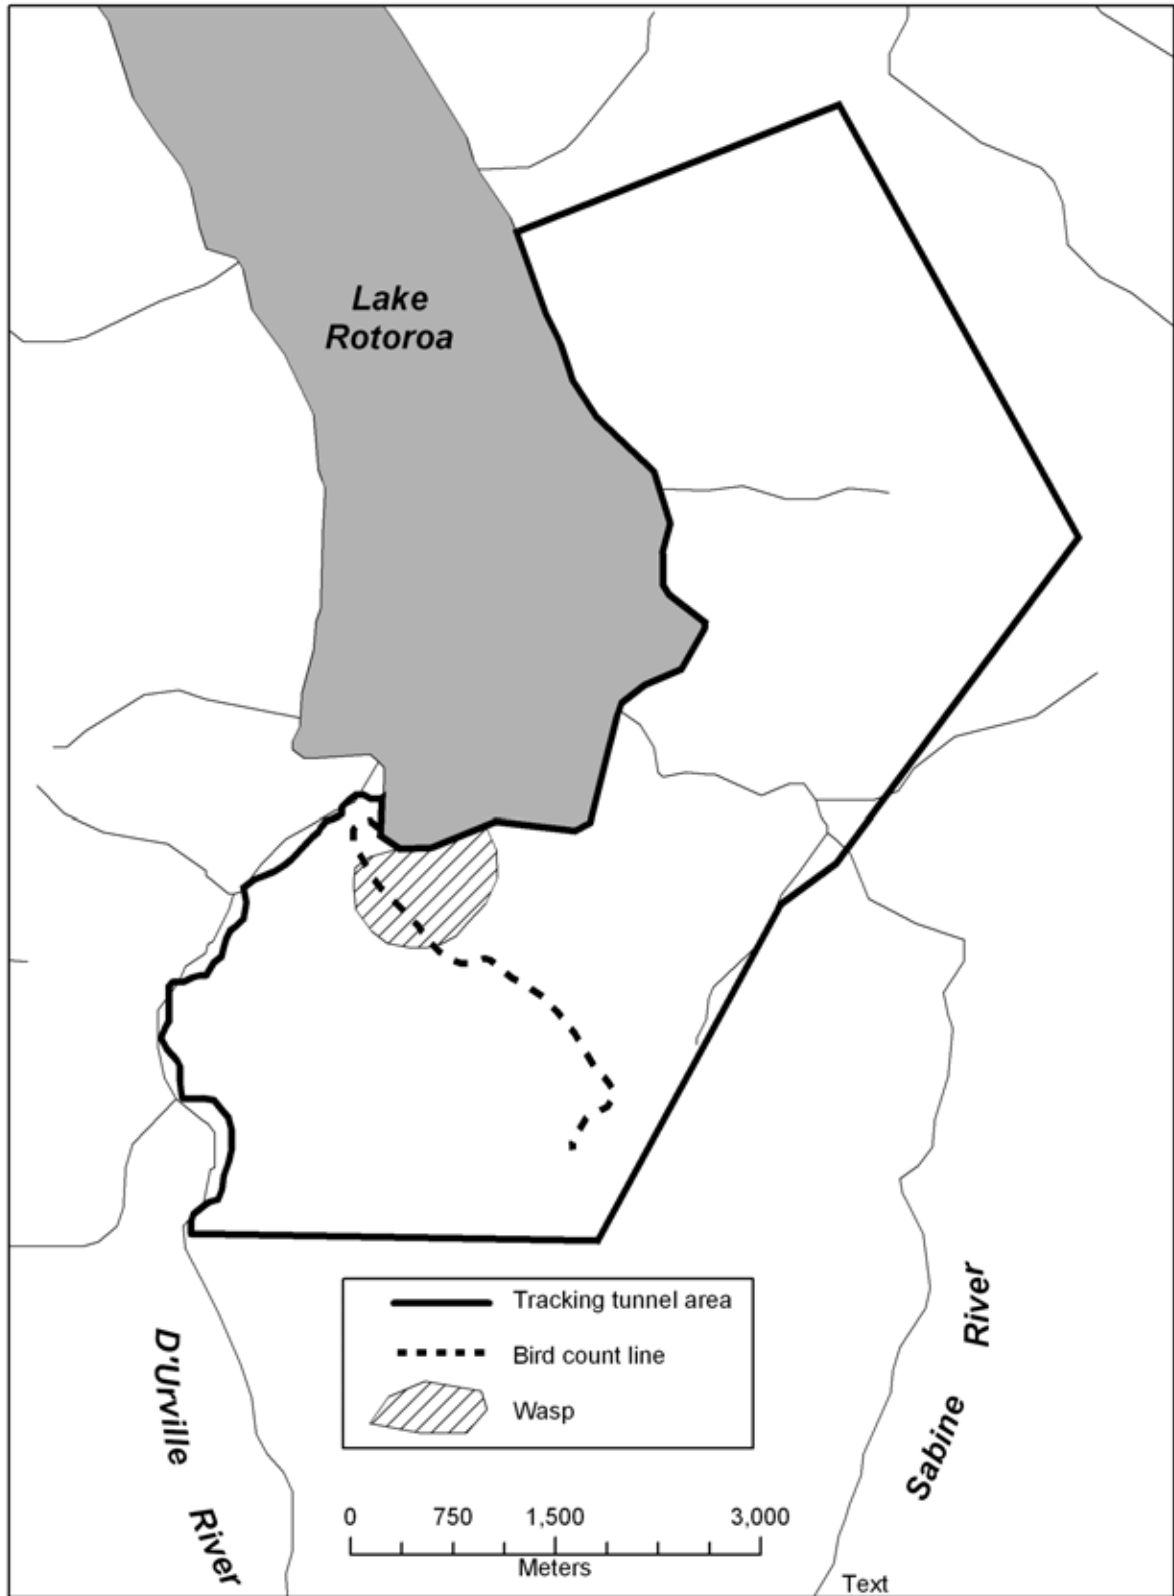 Lake
Rotoroa
Tracking tunnel area
Bird count line
Wasp
D'Urville
River
Sabine
River
0 750 1,500 3,000
Meters
Text